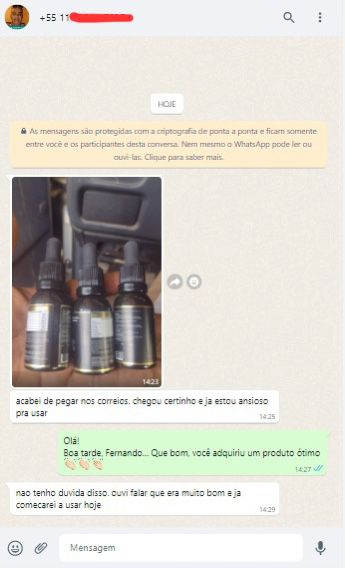 +55 11
HOJE
As mensagens são protegidas com a criptografia de ponta a ponta e ficam somente
entre você e os participantes desta conversa. Nem mesmo o WhatsApp pode ler ou
ouvi-las. Clique para saber mais.
14:23
acabei de pegar nos correios. chegou certinho e ja estou ansioso
pra usar
14:25
Olá!
Boa tarde, Fernando... Que bom, você adquiriu um produto ótimo
👏🏻👏🏻👏🏻
14:27
nao tenho duvida disso. ouvi falar que era muito bom e ja
comecarei a usar hoje
14:29
Mensagem